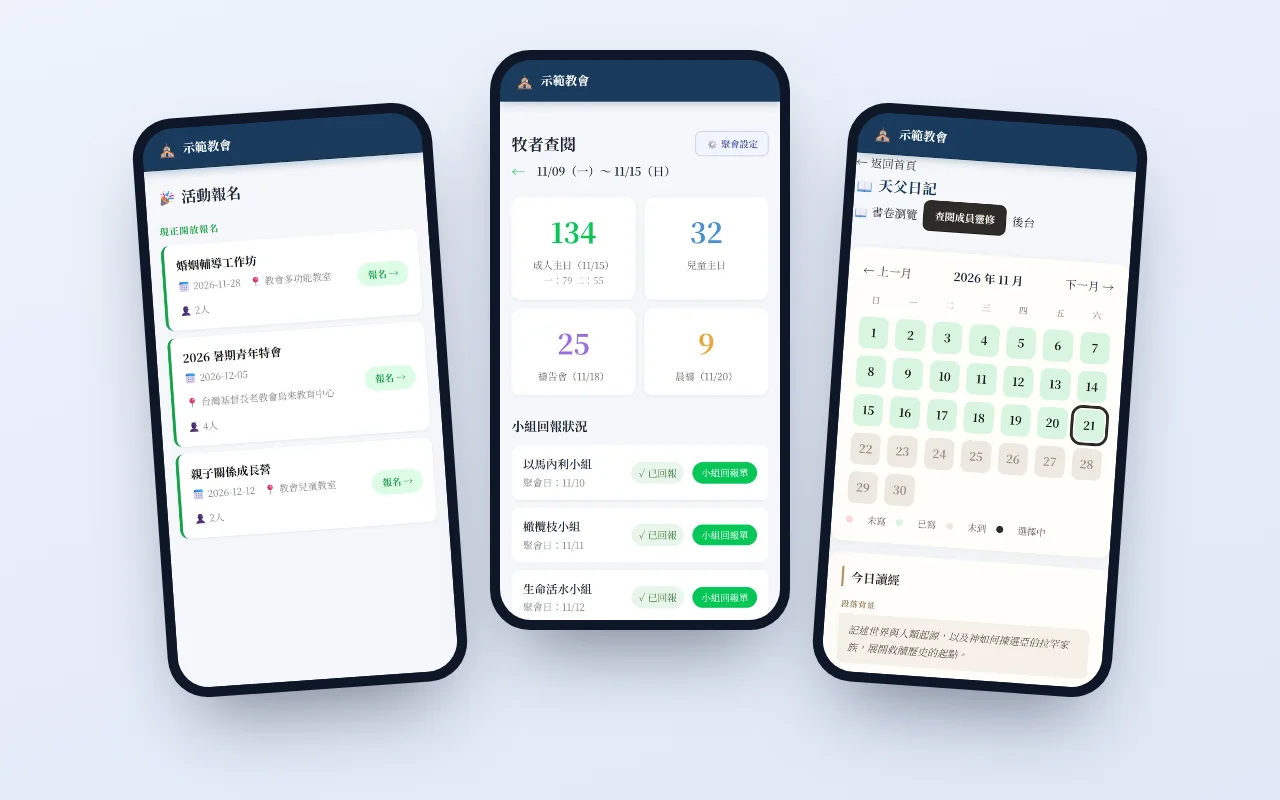 示範教會
活動報名
現正開放報名
婚姻輔導工作坊
2026-11-28 教會多功能教室
2人
報名 →
2026 暑期青年特會
2026-12-05
台灣基督長老教會烏來教育中心
4人
報名 →
親子關係成長營
2026-12-12 教會兒童教室
2人
報名 →
示範教會
牧者查閱
聚會設定
← 11/09（一）～ 11/15（日）
134
成人主日（11/15）
一：79 二：55
32
兒童主日
25
禱告會（11/18）
9
晨禱（11/20）
小組回報狀況
以馬內利小組
聚會日：11/10
✓ 已回報 小組回報單
橄欖枝小組
聚會日：11/11
✓ 已回報 小組回報單
生命活水小組
聚會日：11/12
✓ 已回報 小組回報單
示範教會
← 返回首頁
天父日記
書卷瀏覽 查閱成員靈修 後台
← 上一月 2026 年 11 月 下一月 →
日 一 二 三 四 五 六
1 2 3 4 5 6 7
8 9 10 11 12 13 14
15 16 17 18 19 20 21
22 23 24 25 26 27 28
29 30
未寫 已寫 未到 選擇中
今日讀經
段落背景
記述世界與人類起源，以及神如何揀選亞伯拉罕家
族，展開救贖歷史的起點。